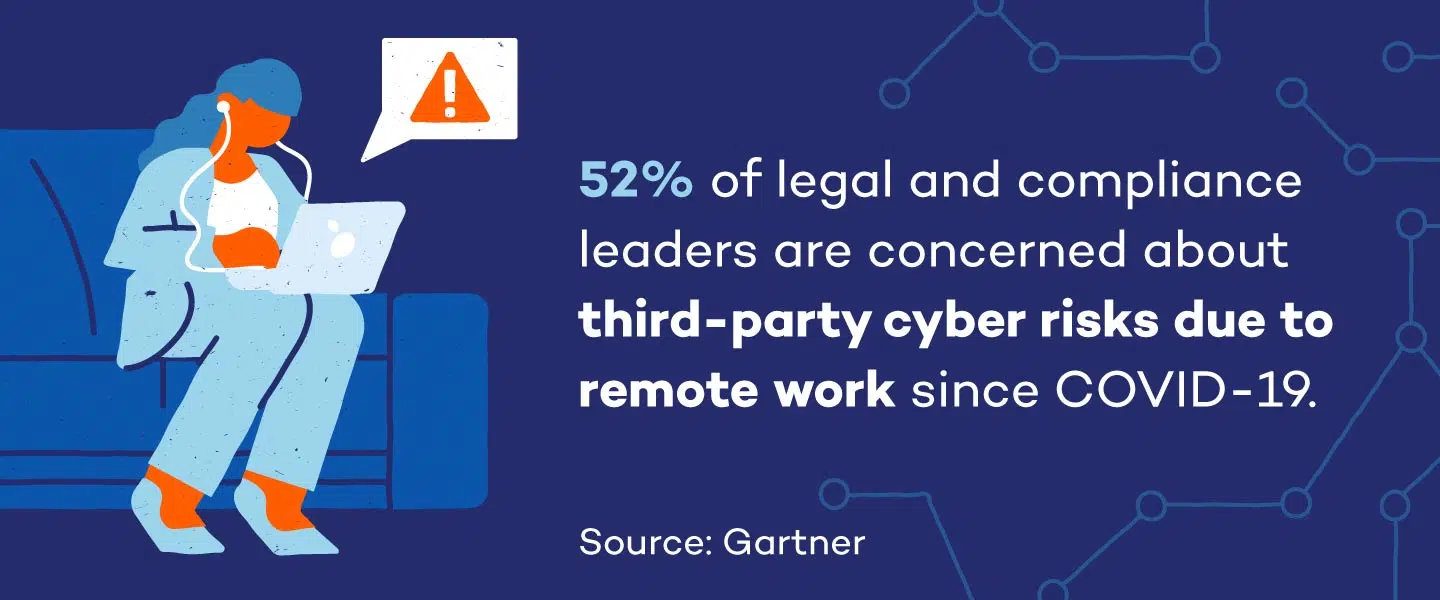 52% of legal and compliance
leaders are concerned about
third-party cyber risks due to
remote work since COVID-19.
Source: Gartner